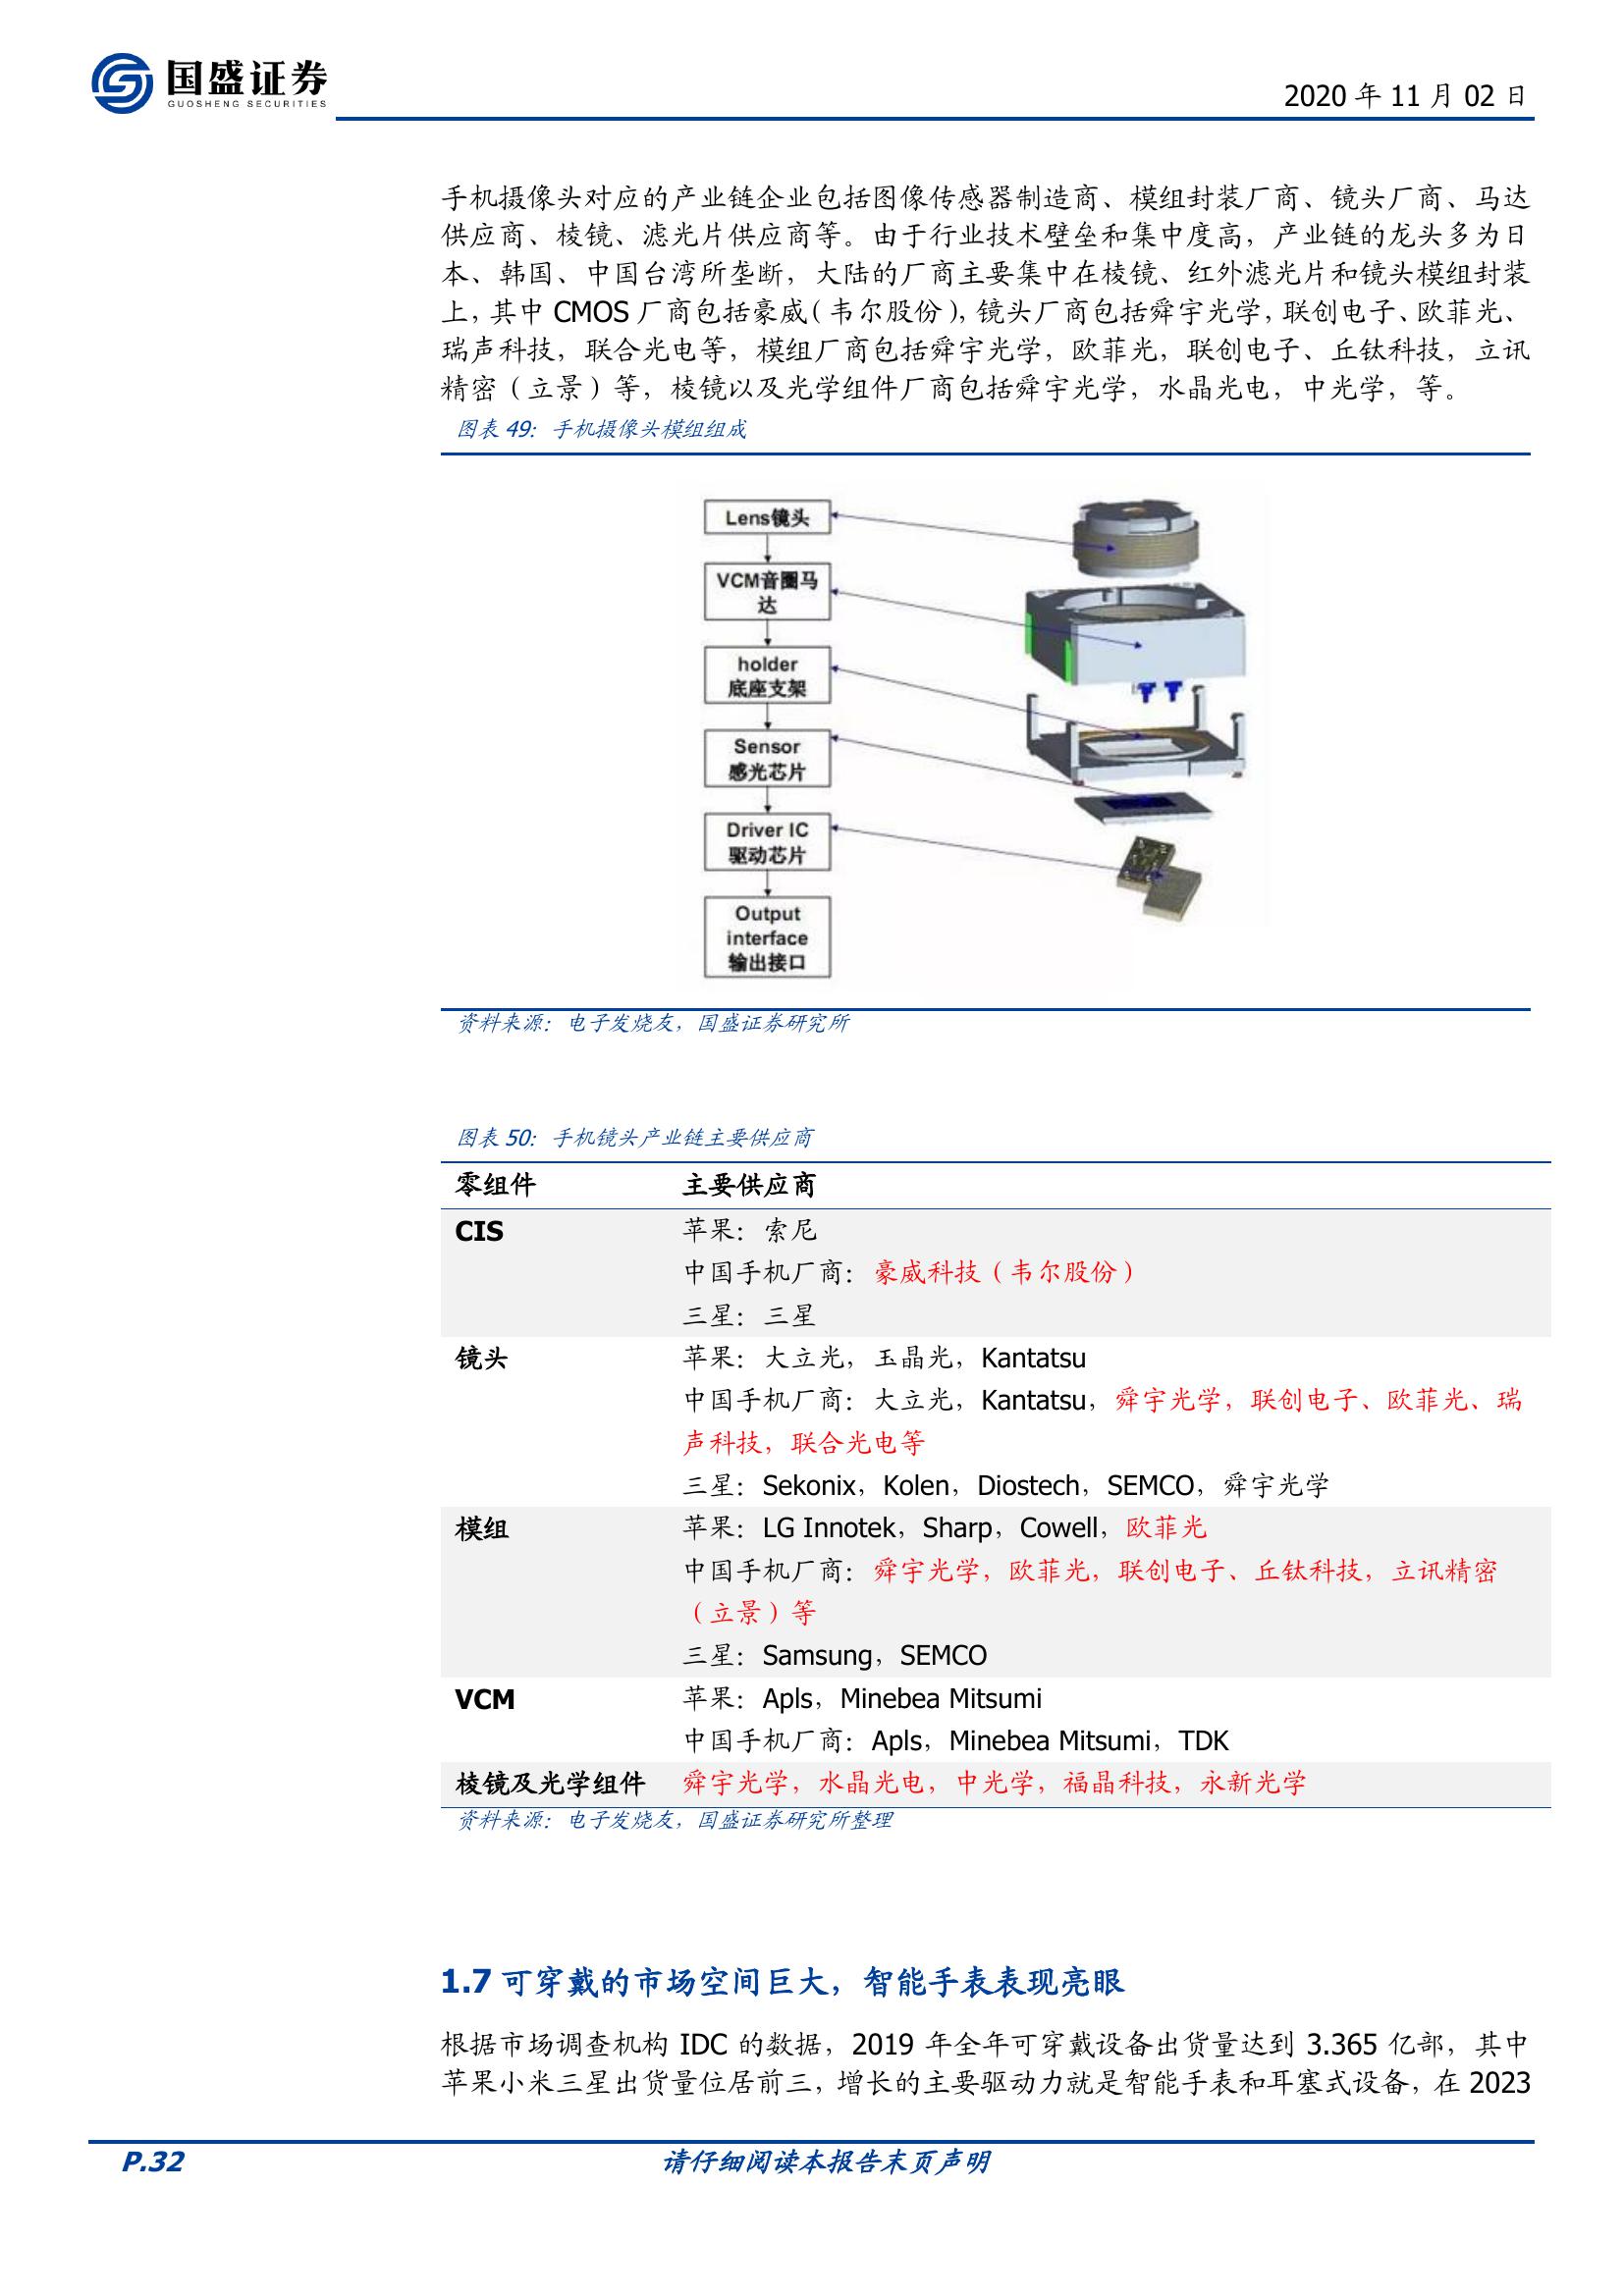 国盛证券
GUOSHENG SECURITIES
2020 年 11 月 02 日
手机摄像头对应的产业链企业包括图像传感器制造商、模组封装厂商、镜头厂商、马达
供应商、棱镜、滤光片供应商等。由于行业技术壁垒和集中度高，产业链的龙头多为日
本、韩国、中国台湾所垄断，大陆的厂商主要集中在棱镜、红外滤光片和镜头模组封装
上，其中 CMOS 厂商包括豪威（韦尔股份），镜头厂商包括舜宇光学，联创电子、欧菲光、
瑞声科技，联合光电等，模组厂商包括舜宇光学，欧菲光，联创电子、丘钛科技，立讯
精密（立景）等，棱镜以及光学组件厂商包括舜宇光学，水晶光电，中光学，等。
图表 49：手机摄像头模组组成
Lens镜头
VCM音圈马
达
holder
底座支架
Sensor
感光芯片
Driver IC
驱动芯片
Output
interface
输出接口
资料来源：电子发烧友，国盛证券研究所
图表 50：手机镜头产业链主要供应商
零组件 主要供应商
CIS 苹果：索尼
中国手机厂商：豪威科技（韦尔股份）
三星：三星
镜头 苹果：大立光，玉晶光，Kantatsu
中国手机厂商：大立光，Kantatsu，舜宇光学，联创电子、欧菲光、瑞
声科技，联合光电等
三星：Sekonix，Kolen，Diostech，SEMCO，舜宇光学
模组 苹果：LG Innotek，Sharp，Cowell，欧菲光
中国手机厂商：舜宇光学，欧菲光，联创电子、丘钛科技，立讯精密
（立景）等
三星：Samsung，SEMCO
VCM 苹果：Apls，Minebea Mitsumi
中国手机厂商：Apls，Minebea Mitsumi，TDK
棱镜及光学组件 舜宇光学，水晶光电，中光学，福晶科技，永新光学
资料来源：电子发烧友，国盛证券研究所整理
1.7 可穿戴的市场空间巨大，智能手表表现亮眼
根据市场调查机构 IDC 的数据，2019 年全年可穿戴设备出货量达到 3.365 亿部，其中
苹果小米三星出货量位居前三，增长的主要驱动力就是智能手表和耳塞式设备，在 2023
P.32
请仔细阅读本报告末页声明